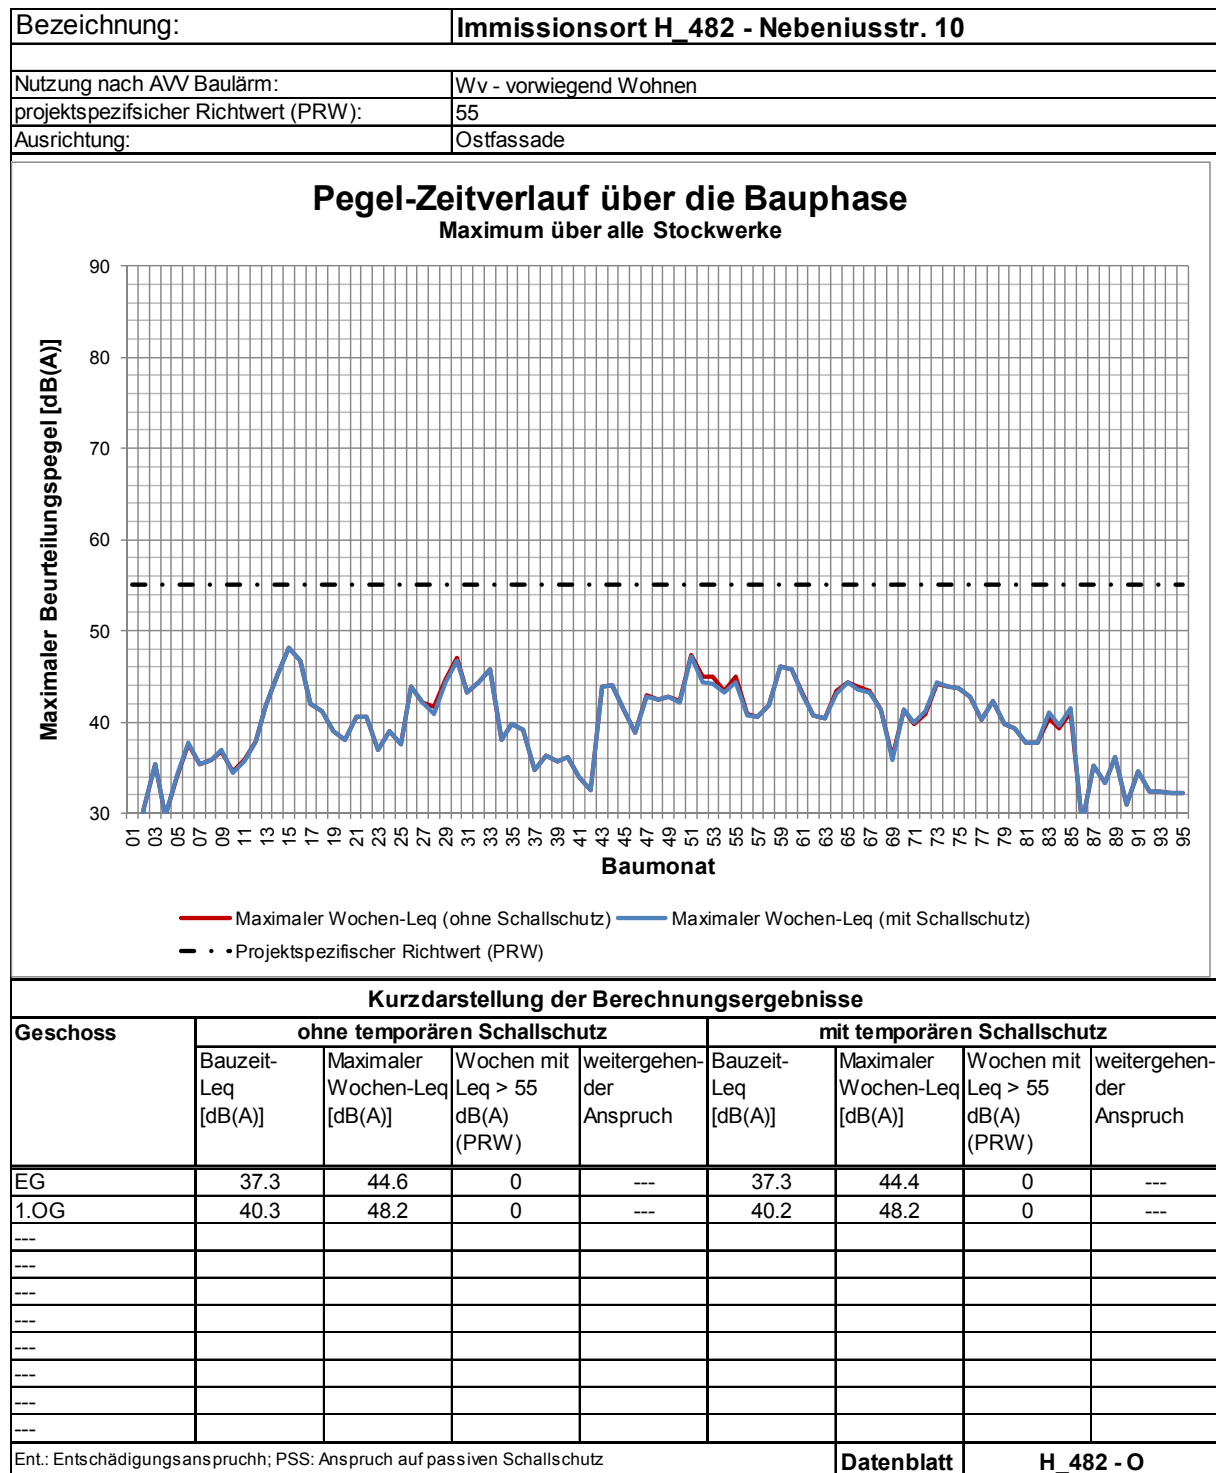 Bezeichnung: Immissionsort H_482 - Nebeniusstr. 10
Nutzung nach AVV Baulärm: Wv - vorwiegend Wohnen
projektspezifsicher Richtwert (PRW): 55
Ausrichtung: Ostfassade
Pegel-Zeitverlauf über die Bauphase
Maximum über alle Stockwerke
Maximaler Beurteilungspegel [dB(A)]
90
80
70
60
50
40
30
01 03 05 07 09 11 13 15 17 19 21 23 25 27 29 31 33 35 37 39 41 43 45 47 49 51 53 55 57 59 61 63 65 67 69 71 73 75 77 79 81 83 85 87 89 91 93 95
Baumonat
Maximaler Wochen-Leq (ohne Schallschutz) Maximaler Wochen-Leq (mit Schallschutz)
Projektspezifischer Richtwert (PRW)
Kurzdarstellung der Berechnungsergebnisse
Geschoss ohne temporären Schallschutz mit temporären Schallschutz
Bauzeit- Maximaler Wochen mit weitergehen- Bauzeit- Maximaler Wochen mit weitergehen-
Leq Wochen-Leq Leq > 55 der Leq Wochen-Leq Leq > 55 der
[dB(A)] [dB(A)] dB(A) Anspruch [dB(A)] [dB(A)] dB(A) Anspruch
(PRW) (PRW)
EG 37.3 44.6 0 --- 37.3 44.4 0 ---
1.OG 40.3 48.2 0 --- 40.2 48.2 0 ---
---
---
---
---
---
---
---
---
Ent.: Entschädigungsanspruchh; PSS: Anspruch auf passiven Schallschutz Datenblatt H_482 - O